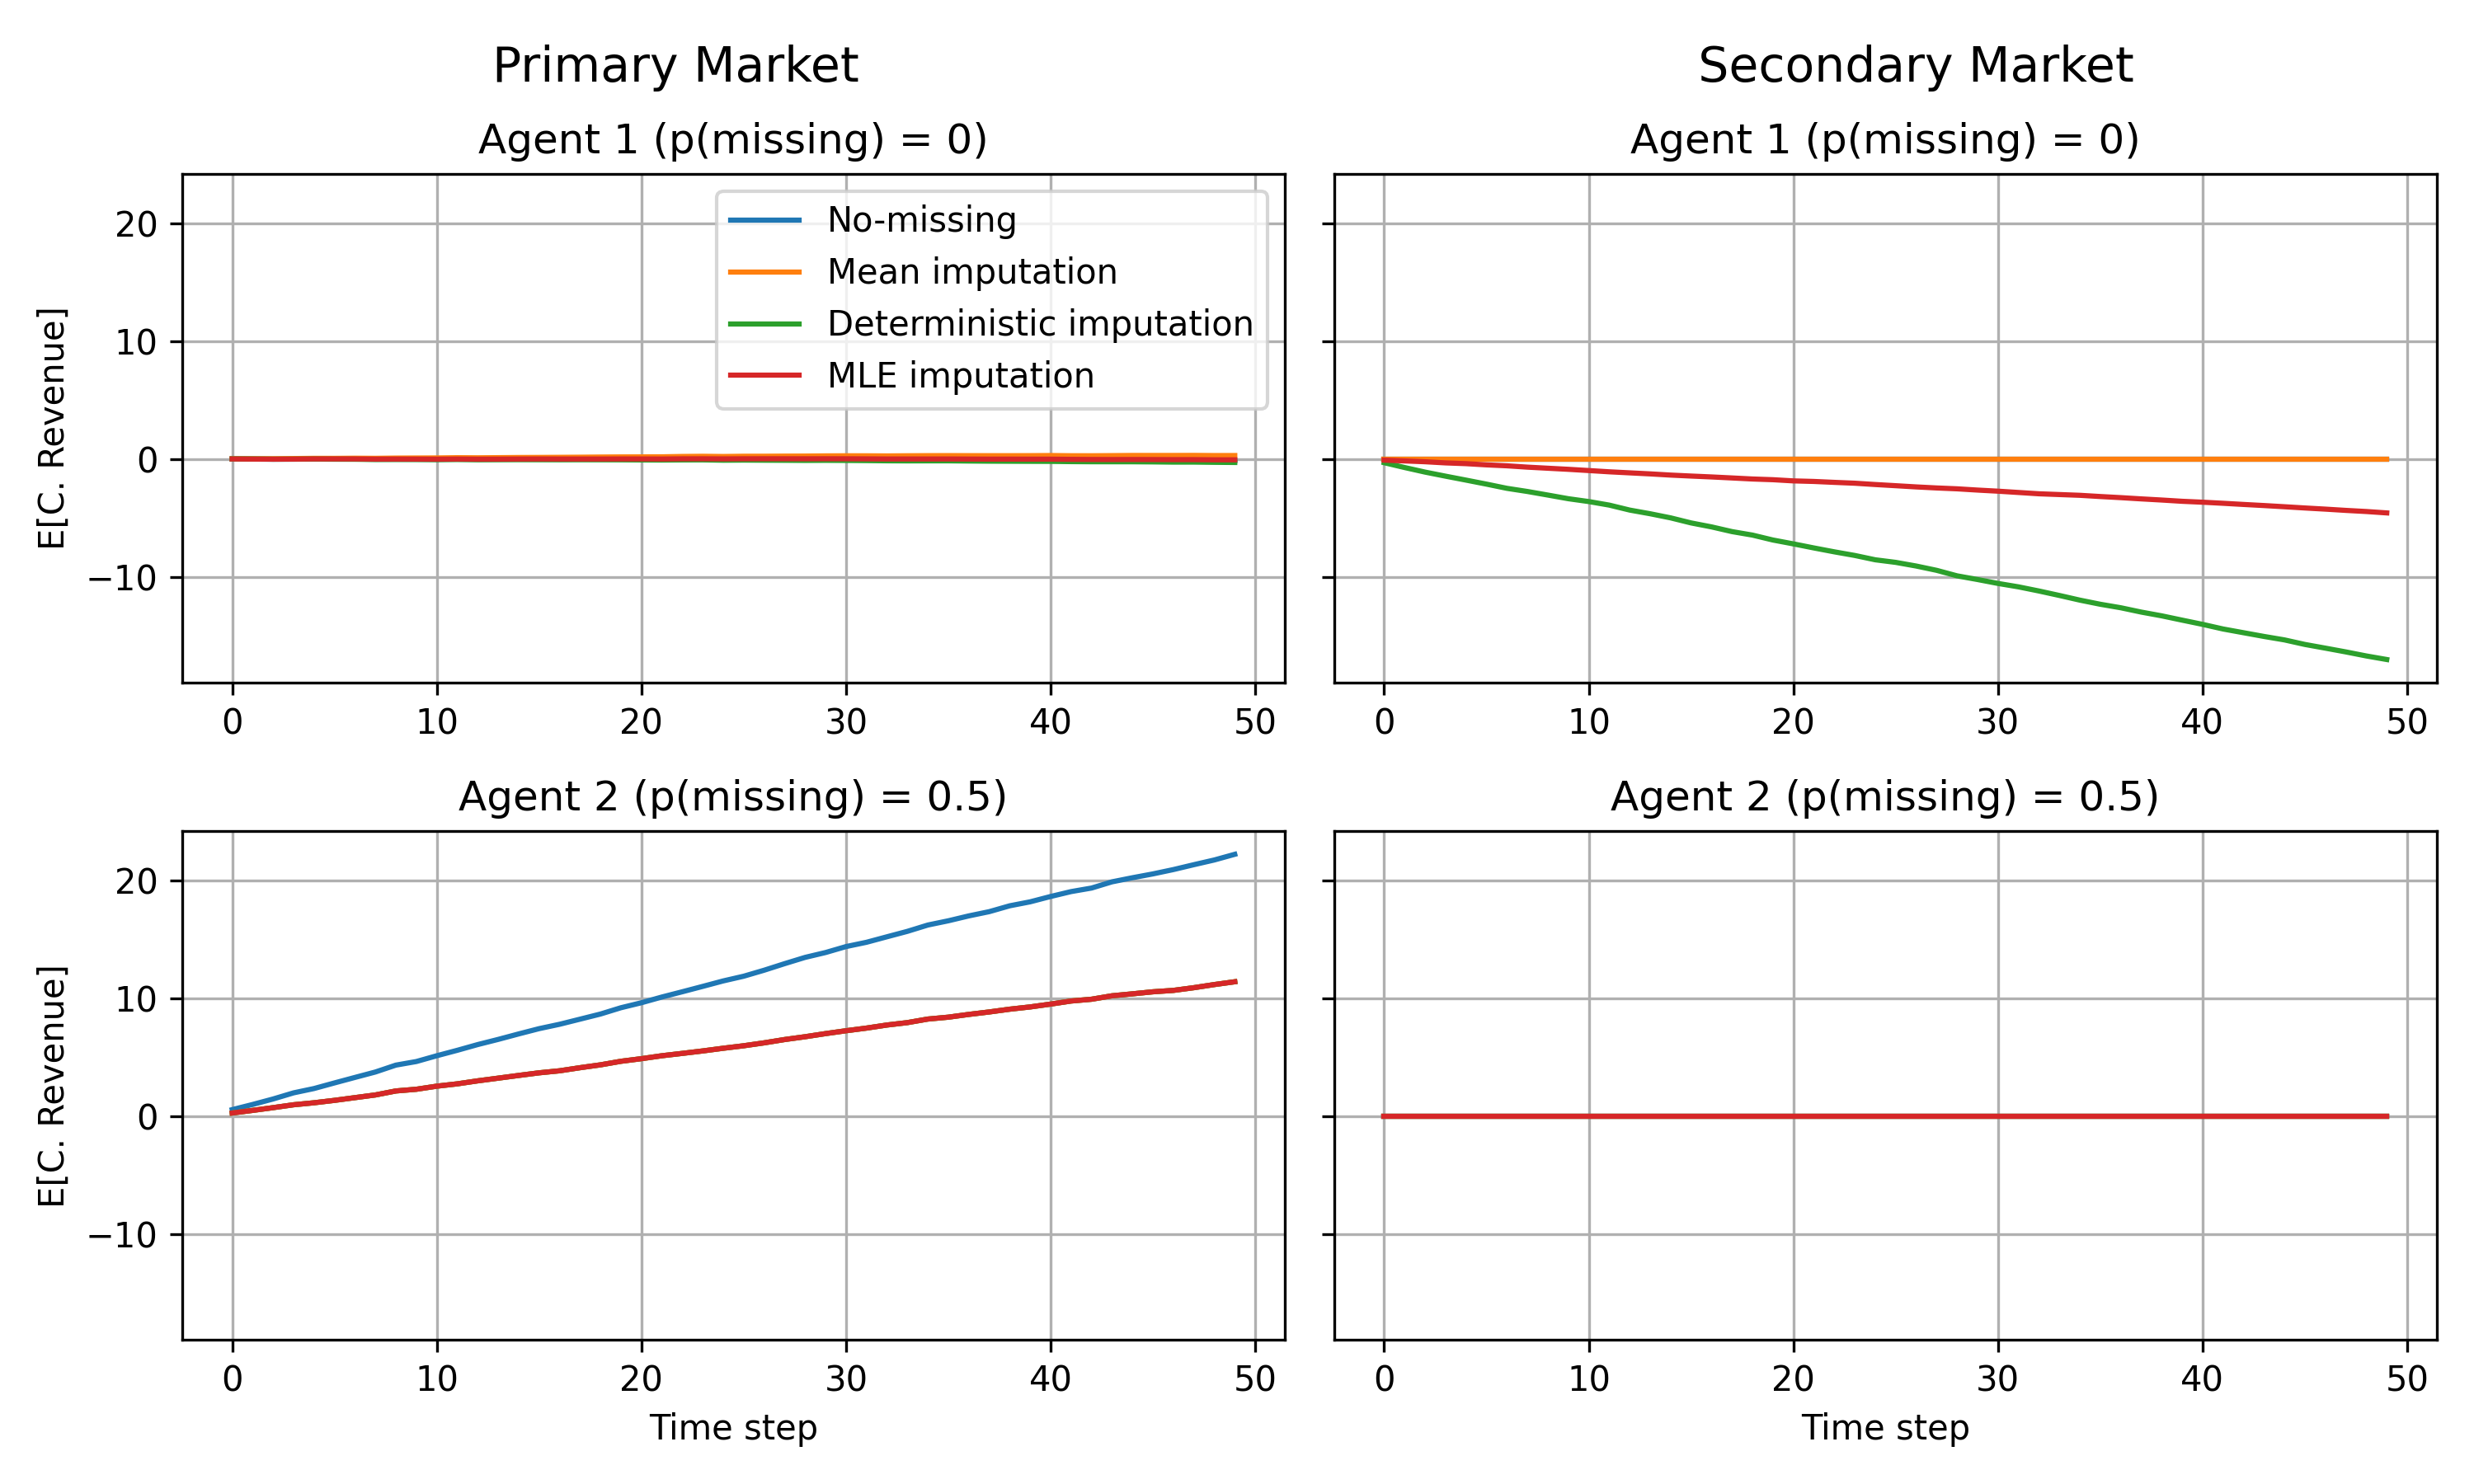 Primary Market
Secondary Market
Agent 1 (p(missing) = 0)
Agent 1 (p(missing) = 0)
No-missing
Mean imputation
Deterministic imputation
MLE imputation
E[C. Revenue]
20
10
0
−10
0 10 20 30 40 50
0 10 20 30 40 50
Agent 2 (p(missing) = 0.5)
Agent 2 (p(missing) = 0.5)
E[C. Revenue]
20
10
0
−10
0 10 20 30 40 50
0 10 20 30 40 50
Time step
Time step